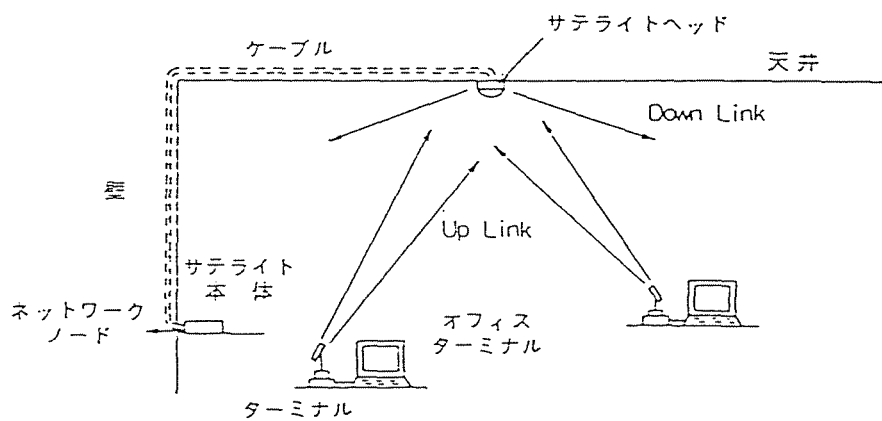 サテライトヘッド
ケーブル
天井
Down Link
壁
Up Link
サテライト
本体
ネットワーク
ノード
オフィス
ターミナル
ターミナル